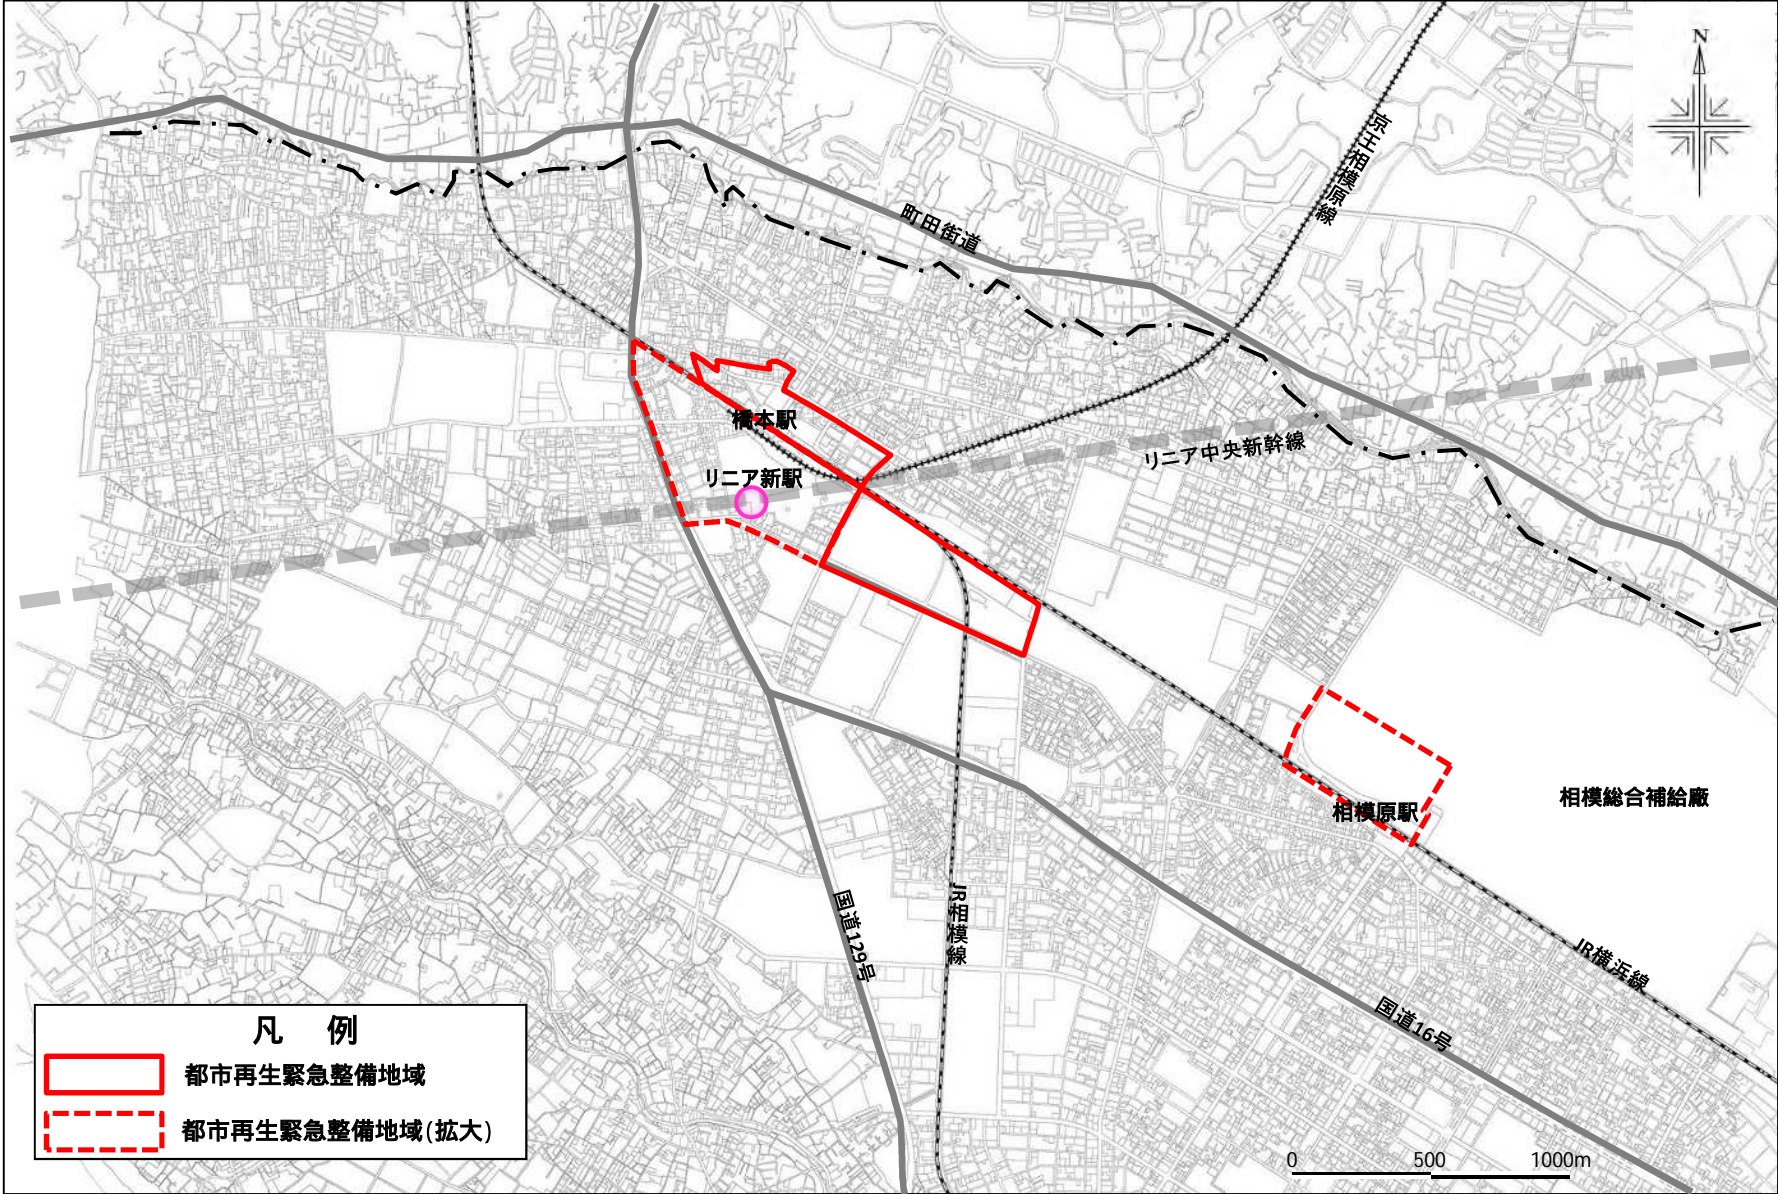 N
京王相模原線
町田街道
橋本駅
リニア中央新幹線
リニア新駅
相模総合補給廠
相模原駅
国道129号
JR相模線
JR横浜線
国道16号
凡 例
都市再生緊急整備地域
都市再生緊急整備地域(拡大)
0 500 1000m